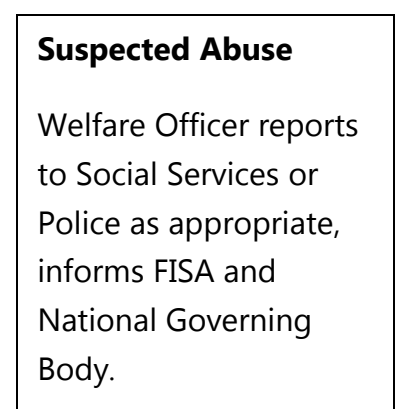 Suspected Abuse
Welfare Officer reports
to Social Services or
Police as appropriate,
informs FISA and
National Governing
Body.